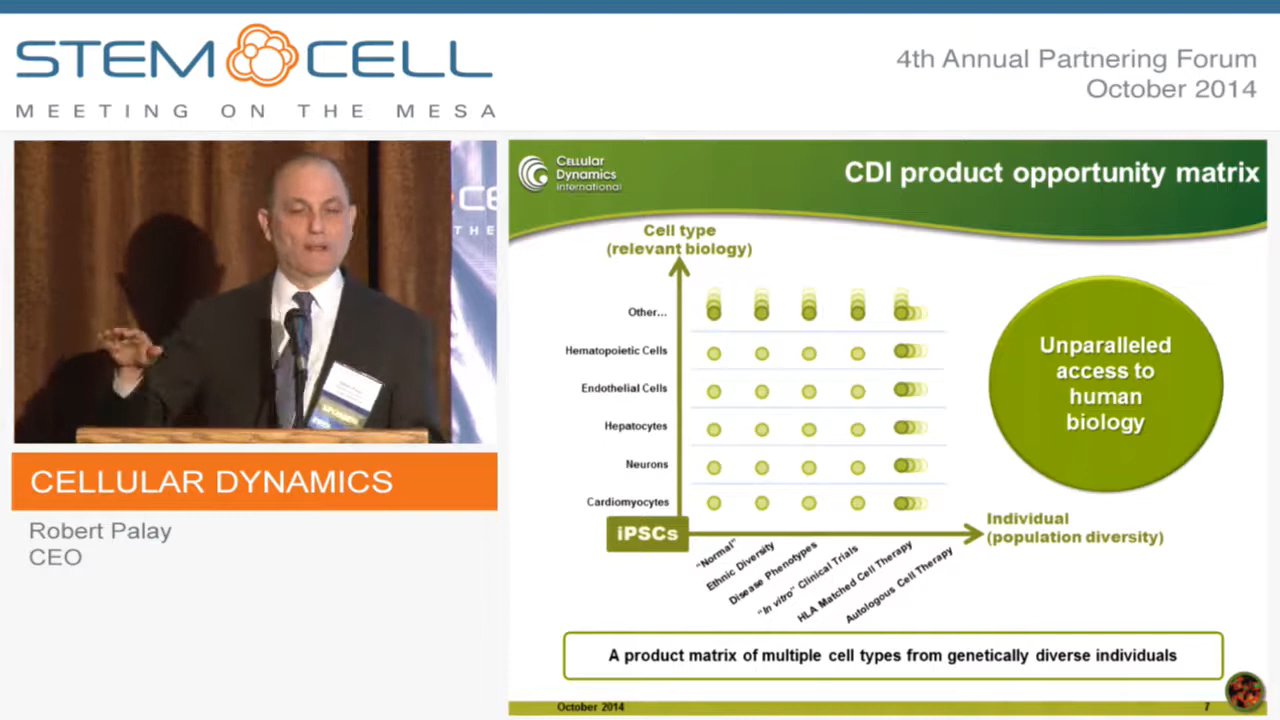 STEM CELL
MEETING ON THE MESA
4th Annual Partnering Forum
October 2014
CELLULAR DYNAMICS
Robert Palay
CEO
Cellular
Dynamics
international
CDI product opportunity matrix
Cell type
(relevant biology)
Other...
Hematopoietic Cells
Endothelial Cells
Hepatocytes
Neurons
Cardiomyocytes
iPSCs
"Normal"
Ethnic Diversity
Disease Phenotypes
"In vitro" Clinical Trials
HLA Matched Cell Therapy
Autologous Cell Therapy
Individual
(population diversity)
Unparalleled
access to
human
biology
A product matrix of multiple cell types from genetically diverse individuals
October 2014
7